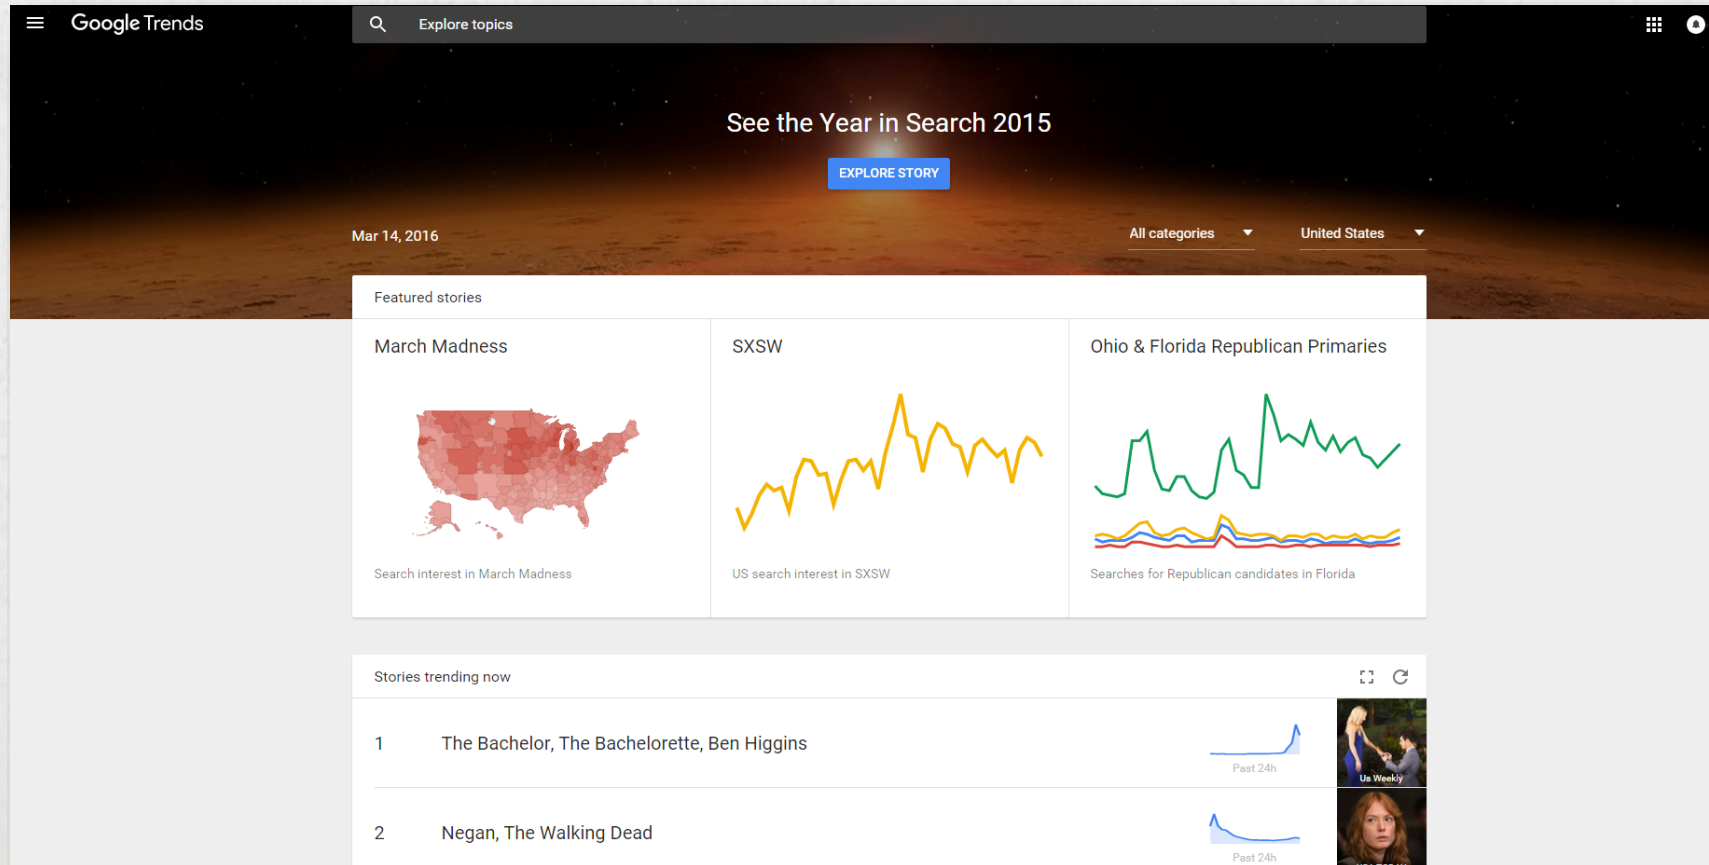 Google Trends
Explore topics
See the Year in Search 2015
EXPLORE STORY
Mar 14, 2016
All categories
United States
Featured stories
March Madness
SXSW
Ohio & Florida Republican Primaries
Search interest in March Madness
US search interest in SXSW
Searches for Republican candidates in Florida
Stories trending now
1
The Bachelor, The Bachelorette, Ben Higgins
Past 24h
Us Weekly
2
Negan, The Walking Dead
Past 24h